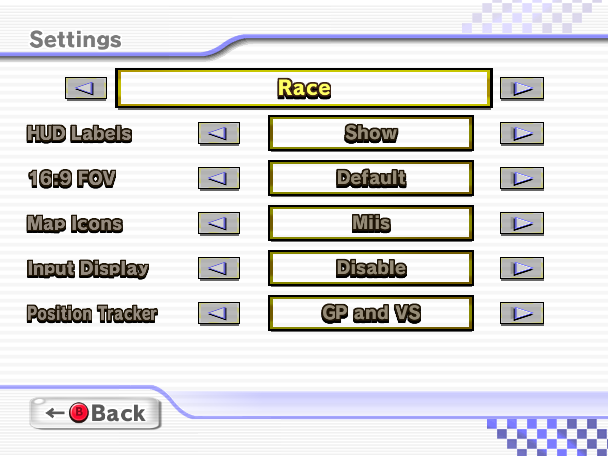 Settings
Race
HUD Labels Show
16:9 FOV Default
Map Icons Miis
Input Display Disable
Position Tracker GP and VS
B Back